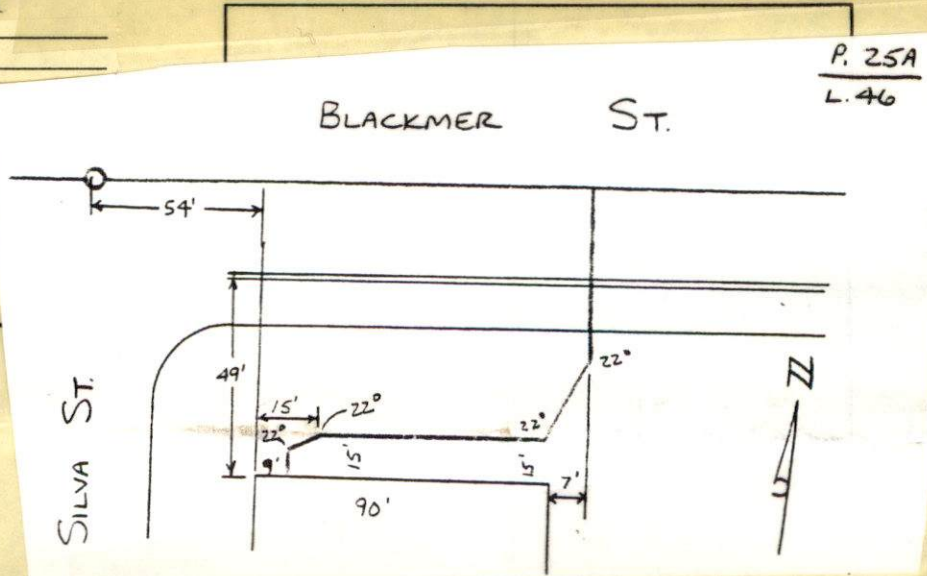 P. 25A
L. 46
BLACKMER ST.
54'
49'
22°
15'
22°
22°
22°
9'
15'
15'
7'
90'
SILVA ST.
N